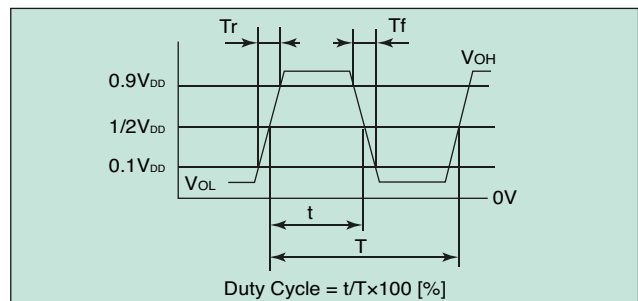 Tr Tf
VOH
0.9VDD
1/2VDD
0.1VDD
VOL
0V
t
T
Duty Cycle = t/T×100 [%]